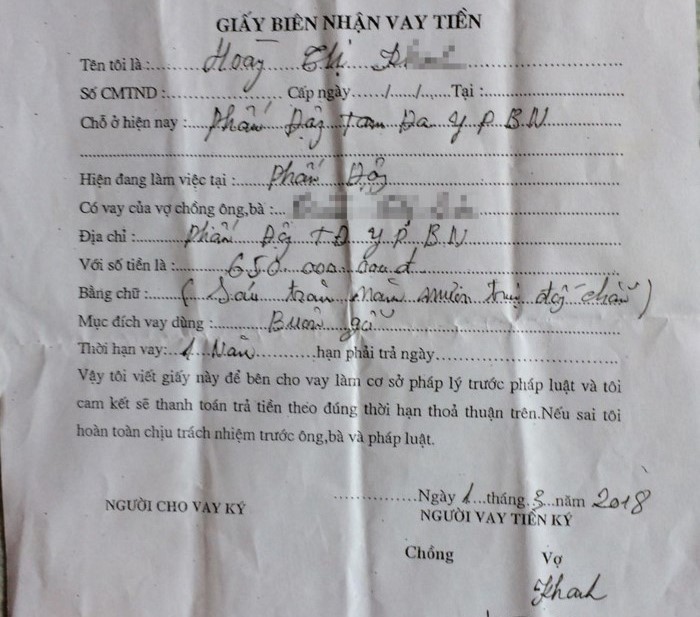 GIẤY BIÊN NHẬN VAY TIỀN
Tên tôi là :.....Hoàng Thị
Số CMTND :.......................... Cấp ngày....../....../....... Tại :..................
Chỗ ở hiện nay :...Phấn Động Tam Đa Y P B N
Hiện đang làm việc tại :......Phấn Động
Có vay của vợ chồng ông,bà :
Địa chỉ :......Phấn Động T Đ Y P, B N
Với số tiền là :......650.000.000đ
Bằng chữ :...( Sáu trăm năm mươi triệu đồng chẵn )
Mục đích vay dùng :......Buôn gỗ
Thời hạn vay:.1..Năm.........hạn phải trả ngày.................................
Vậy tôi viết giấy này để bên cho vay làm cơ sở pháp lý trước pháp luật và tôi
cam kết sẽ thanh toán trả tiền theo đúng thời hạn thoả thuận trên.Nếu sai tôi
hoàn toàn chịu trách nhiệm trước ông,bà và pháp luật.
..................Ngày 1...tháng.3...năm 2018
NGƯỜI CHO VAY KÝ NGƯỜI VAY TIỀN KÝ
Chồng Vợ
Khanh